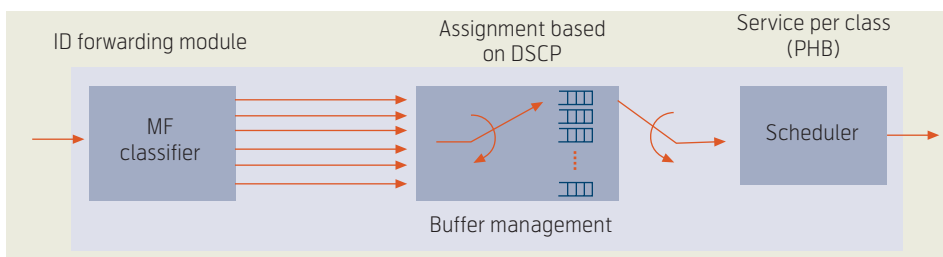 ID forwarding module
Assignment based
on DSCP
Service per class
(PHB)
MF
classifier
Scheduler
Buffer management